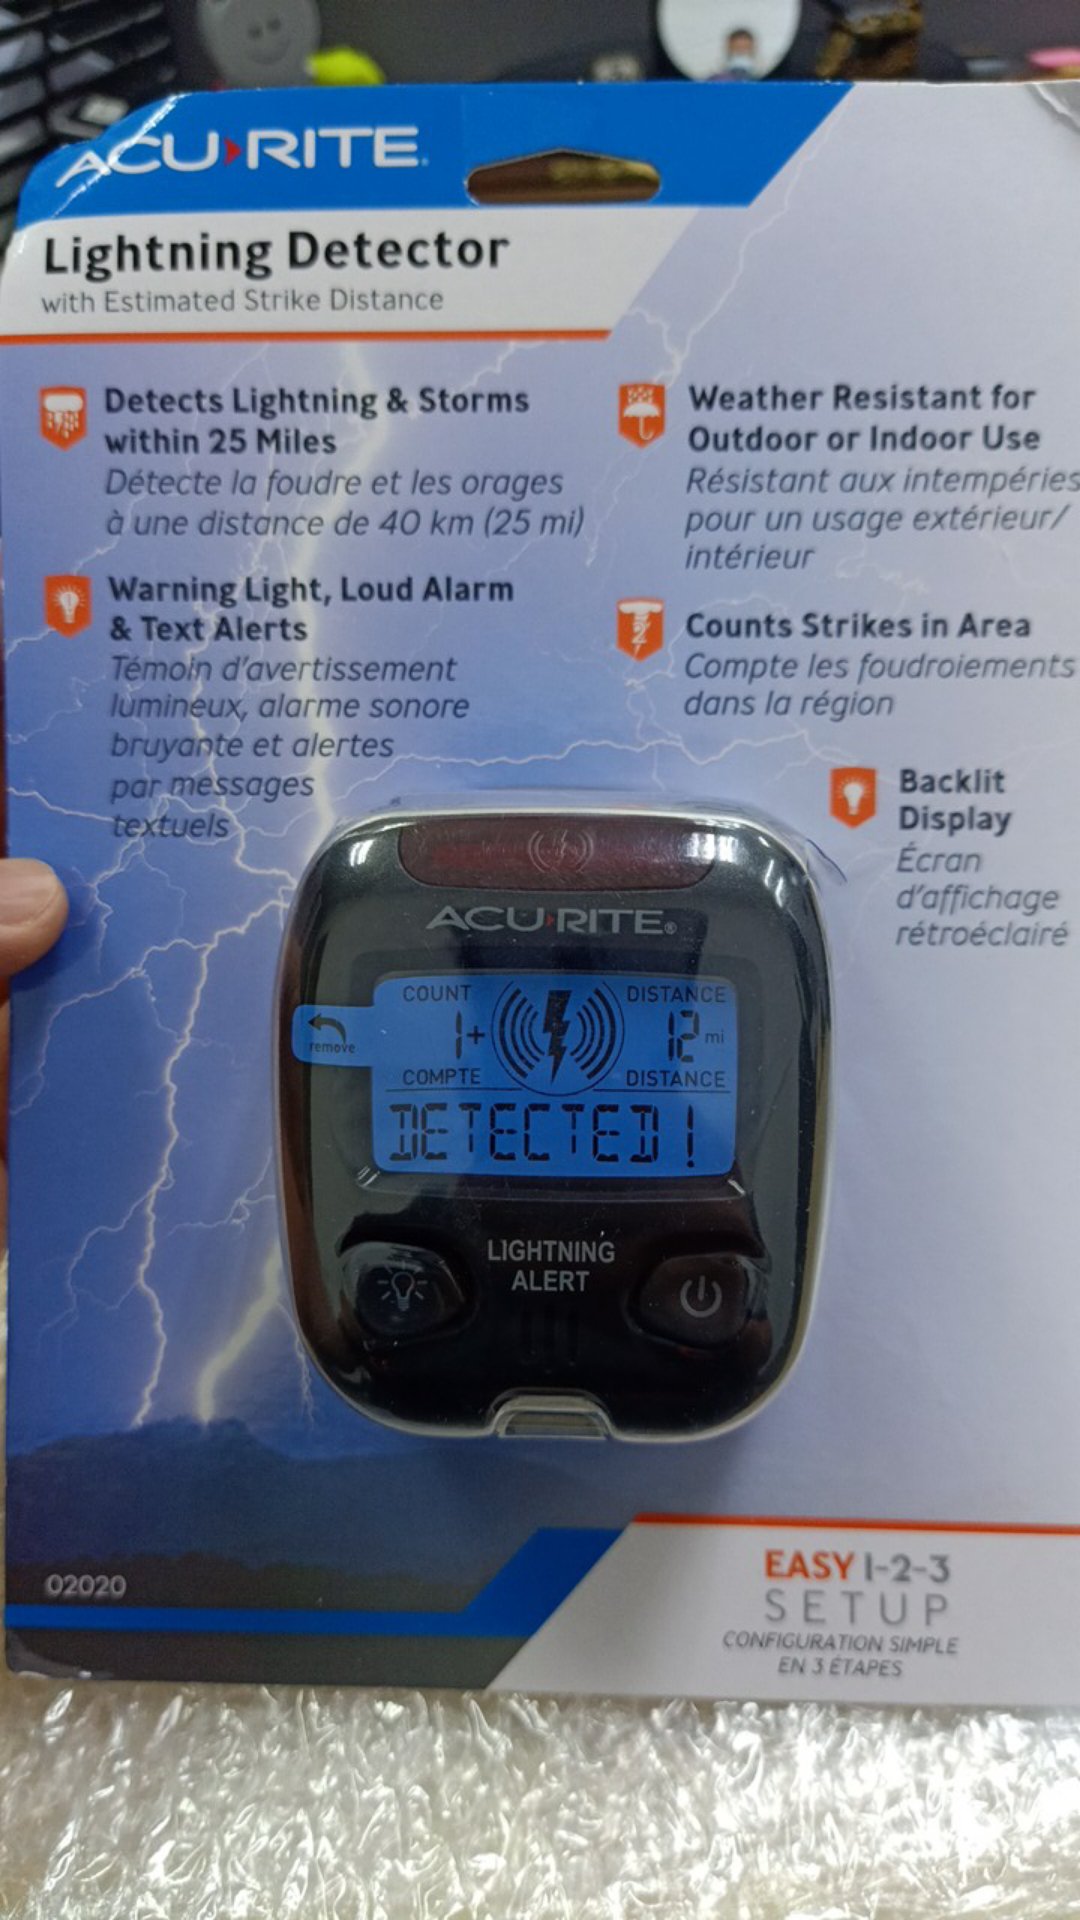 ACU RITE
Lightning Detector
with Estimated Strike Distance
Detects Lightning & Storms
within 25 Miles
Détecte la foudre et les orages
à une distance de 40 km (25 mi)
Warning Light, Loud Alarm
& Text Alerts
Témoin d'avertissement
lumineux, alarme sonore
bruyante et alertes
par messages
textuels
Weather Resistant for
Outdoor or Indoor Use
Résistant aux intempéries
pour un usage extérieur/
intérieur
Counts Strikes in Area
Compte les foudroiements
dans la région
Backlit
Display
Écran
d'affichage
rétroéclairé
ACU RITE®
COUNT
DISTANCE
remove
1+
12 mi
COMPTE
DISTANCE
DETECTED!
LIGHTNING
ALERT
02020
EASY 1-2-3
SETUP
CONFIGURATION SIMPLE
EN 3 ÉTAPES